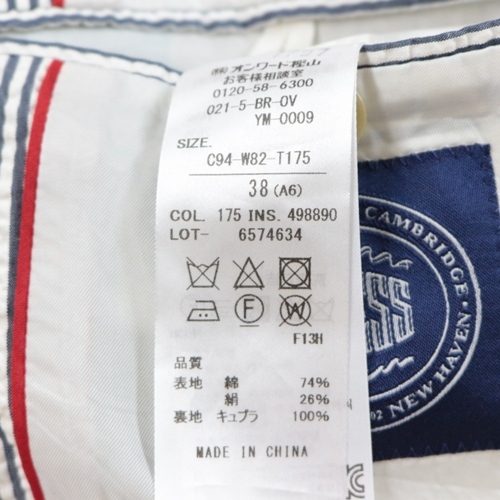 ㈱オンワード樫山
お客様相談室
0120-58-6300
021-5-BR-OV
YM-0009
SIZE.
C94-W82-T175
38 (A6)
COL. 175 INS. 498890
LOT- 6574634
F
W
F13H
品質
表地 綿 74%
絹 26%
裏地 キュプラ 100%
MADE IN CHINA
CAMBRIDGE
NEW HAVEN